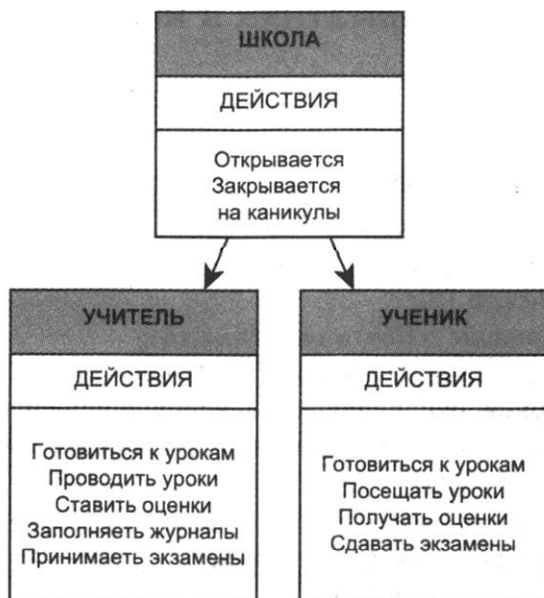 ШКОЛА
ДЕЙСТВИЯ
Открывается
Закрывается
на каникулы
УЧИТЕЛЬ
ДЕЙСТВИЯ
Готовиться к урокам
Проводить уроки
Ставить оценки
Заполняеть журналы
Принимаеть экзамены
УЧЕНИК
ДЕЙСТВИЯ
Готовиться к урокам
Посещать уроки
Получать оценки
Сдавать экзамены